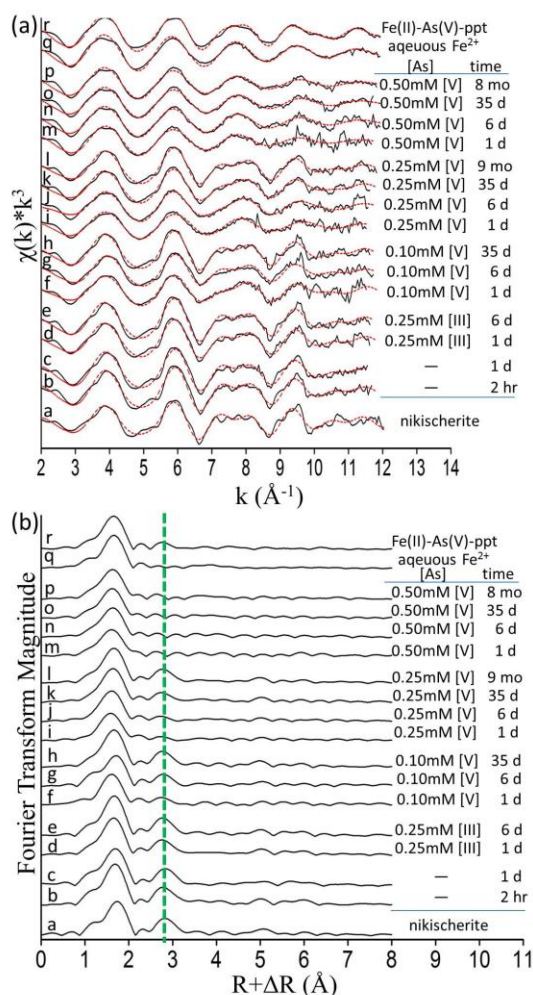 (a)
r Fe(II)-As(V)-ppt
q aqeuous Fe²⁺
[As] time
p 0.50mM [V] 8 mo
o 0.50mM [V] 35 d
n 0.50mM [V] 6 d
m 0.50mM [V] 1 d
l 0.25mM [V] 9 mo
k 0.25mM [V] 35 d
j 0.25mM [V] 6 d
i 0.25mM [V] 1 d
h 0.10mM [V] 35 d
g 0.10mM [V] 6 d
f 0.10mM [V] 1 d
e 0.25mM [III] 6 d
d 0.25mM [III] 1 d
c — 1 d
b — 2 hr
a nikischerite
χ(k)*k³
2 3 4 5 6 7 8 9 10 11 12 13 14
k (Å⁻¹)
(b)
r Fe(II)-As(V)-ppt
q aqeuous Fe²⁺
[As] time
p 0.50mM [V] 8 mo
o 0.50mM [V] 35 d
n 0.50mM [V] 6 d
m 0.50mM [V] 1 d
l 0.25mM [V] 9 mo
k 0.25mM [V] 35 d
j 0.25mM [V] 6 d
i 0.25mM [V] 1 d
h 0.10mM [V] 35 d
g 0.10mM [V] 6 d
f 0.10mM [V] 1 d
e 0.25mM [III] 6 d
d 0.25mM [III] 1 d
c — 1 d
b — 2 hr
a nikischerite
Fourier Transform Magnitude
0 1 2 3 4 5 6 7 8 9 10 11
R+ΔR (Å)